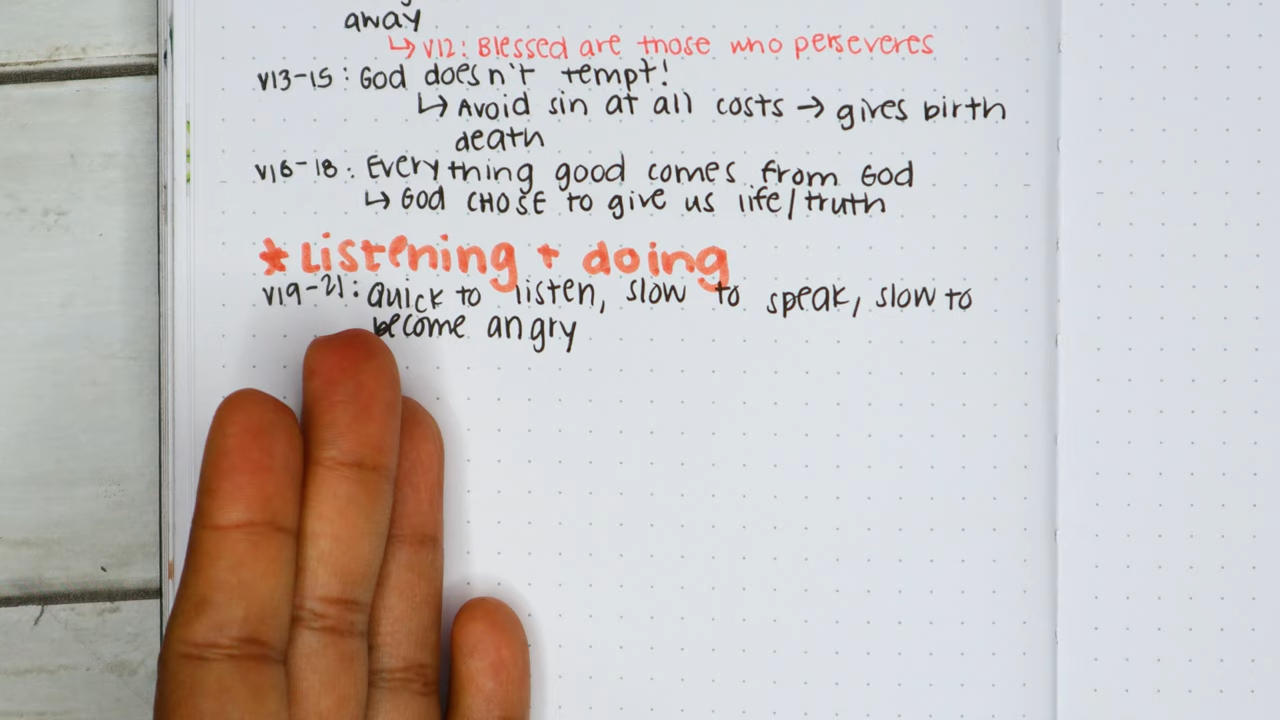 away
↳ V12: Blessed are those who perseveres
V13-15: God doesn't tempt!
↳ Avoid sin at all costs → gives birth
death
V16-18: Everything good comes from God
↳ God CHOSE to give us life/truth
* Listening + doing
V19-21: Quick to listen, slow to speak, slow to
become angry